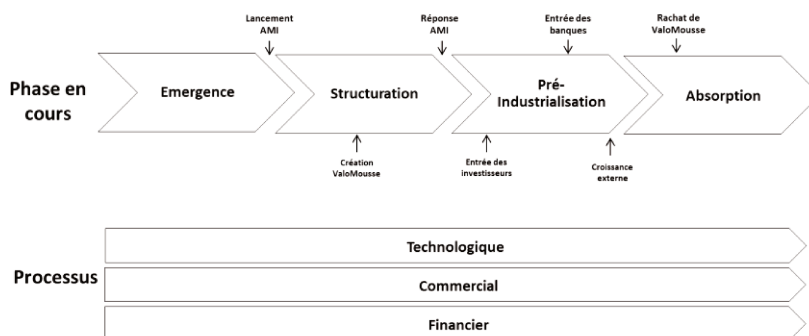 Lancement
AMI
Réponse
AMI
Entrée des
banques
Rachat de
ValoMousse
Phase en
cours
Emergence
Structuration
Pré-
Industrialisation
Absorption
Création
ValoMousse
Entrée des
investisseurs
Croissance
externe
Processus
Technologique
Commercial
Financier